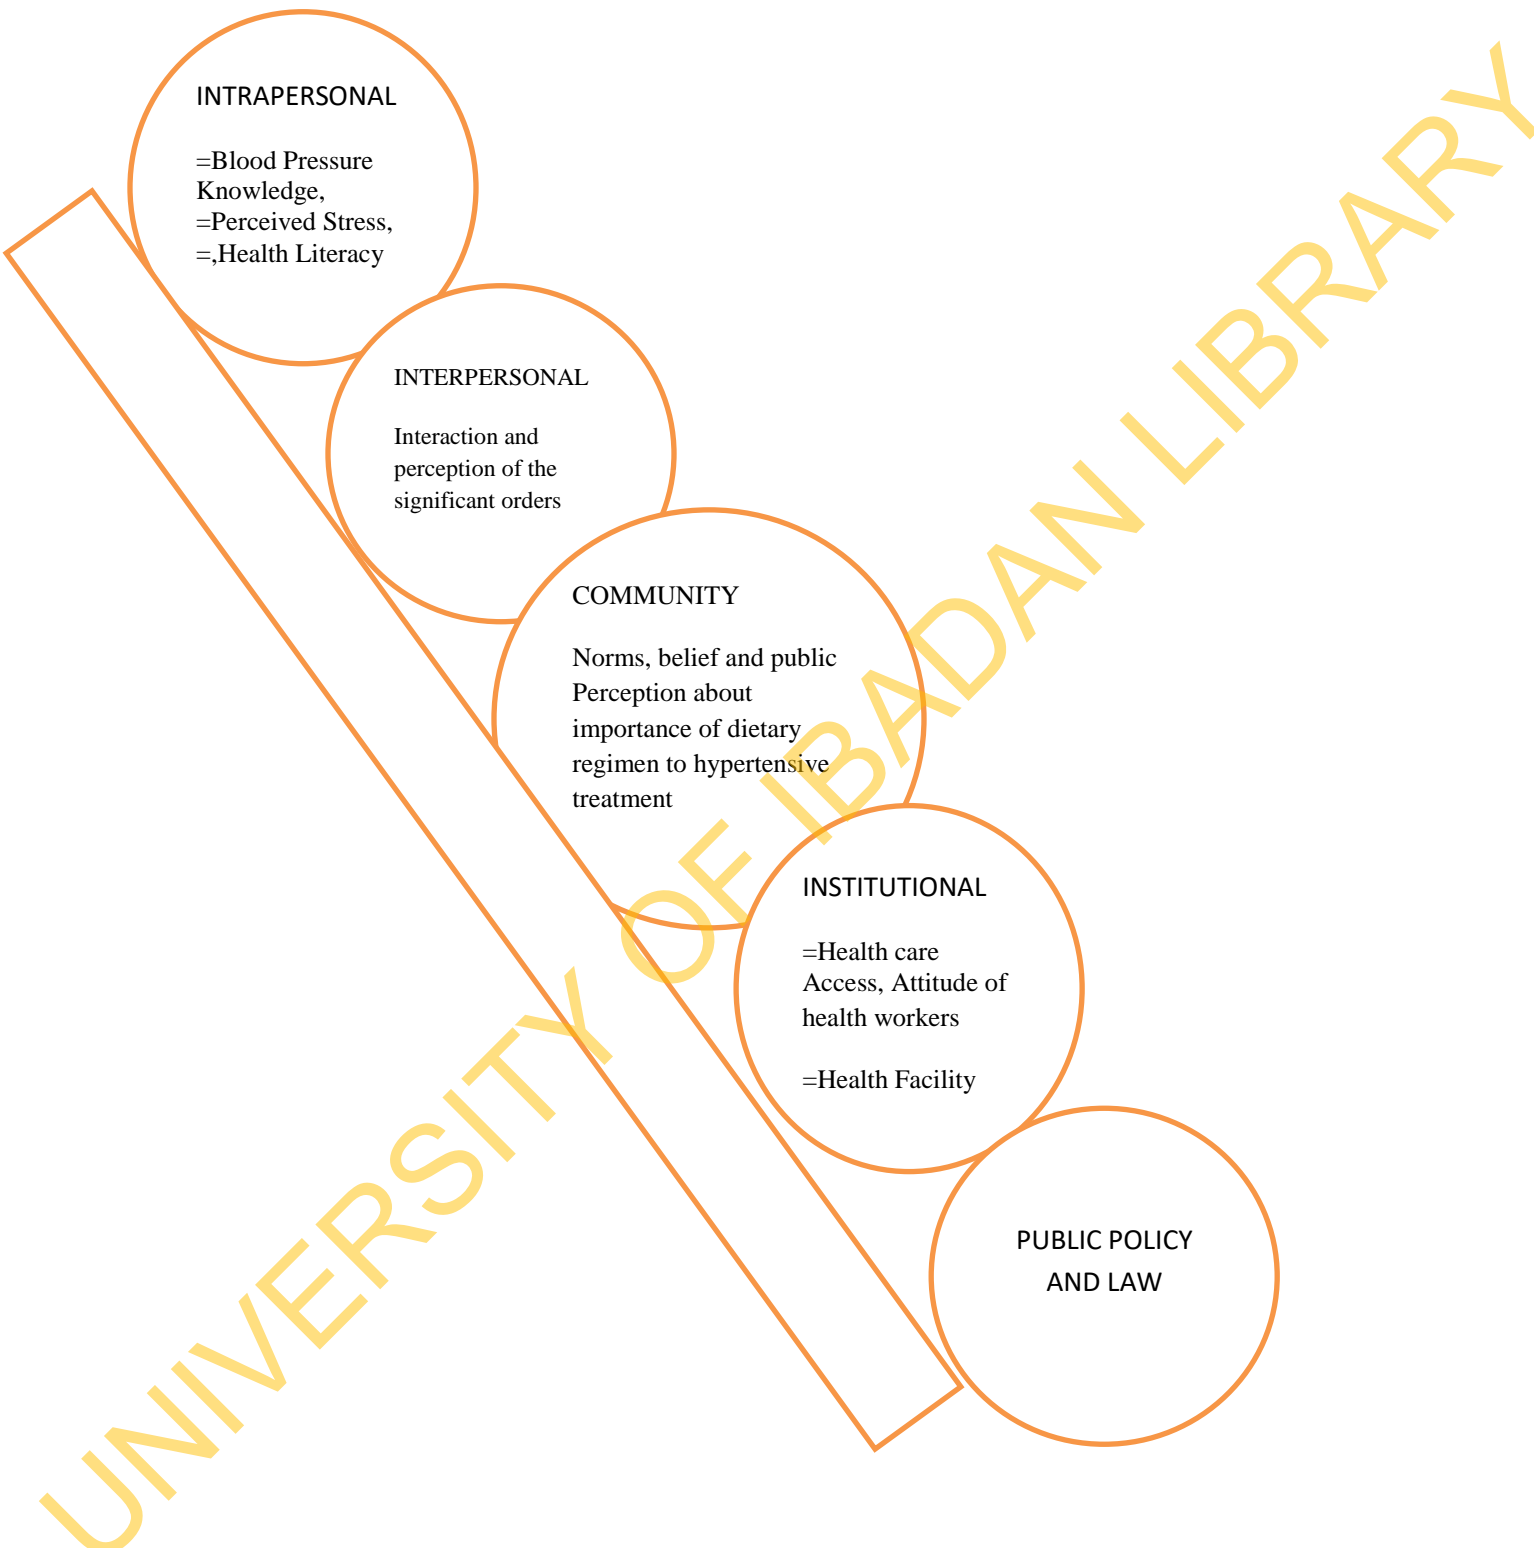 INTRAPERSONAL
=Blood Pressure
Knowledge,
=Perceived Stress,
=,Health Literacy
INTERPERSONAL
Interaction and
perception of the
significant orders
COMMUNITY
Norms, belief and public
Perception about
importance of dietary
regimen to hypertensive
treatment
INSTITUTIONAL
=Health care
Access, Attitude of
health workers
=Health Facility
PUBLIC POLICY
AND LAW
UNIVERSITY OF IBADAN LIBRARY